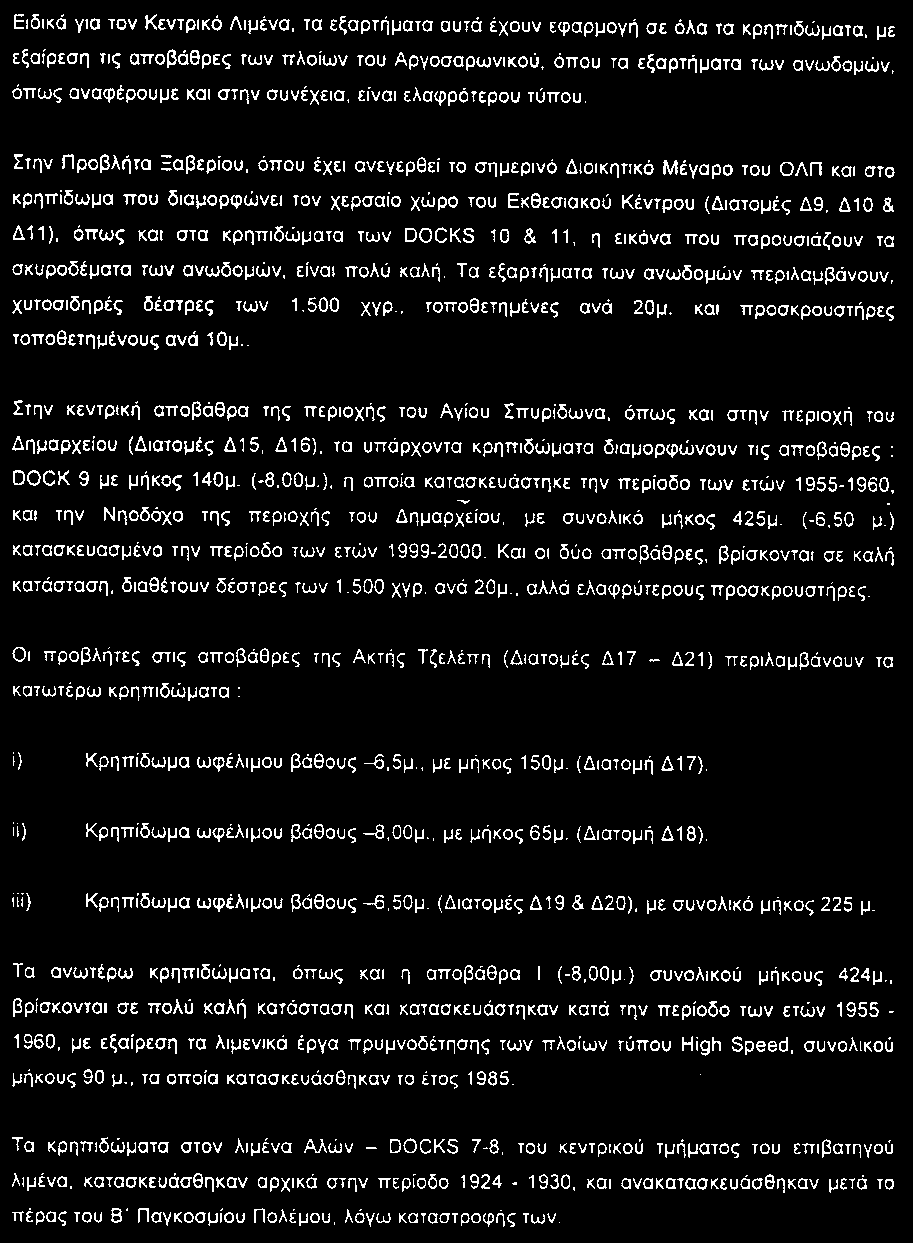 Ειδικά για τον Κεντρικό Λιμένα, τα εξαρτήματα αυτά έχουν εφαρμογή σε όλα τα κρηπιδώματα, με
εξαίρεση τις αποβάθρες των πλοίων του Αργοσαρωνικού, όπου τα εξαρτήματα των ανωδομών,
όπως αναφέρουμε και στην συνέχεια, είναι ελαφρότερου τύπου.
Στην Προβλήτα Ξαβερίου, όπου έχει ανεγερθεί το σημερινό Διοικητικό Μέγαρο του ΟΛΠ και στο
κρηπίδωμα που διαμορφώνει τον χερσαίο χώρο του Εκθεσιακού Κέντρου (Διατομές Δ9, Δ10 &
Δ11), όπως και στα κρηπιδώματα των DOCKS 10 & 11, η εικόνα που παρουσιάζουν τα
σκυροδέματα των ανωδομών, είναι πολύ καλή. Τα εξαρτήματα των ανωδομών περιλαμβάνουν,
χυτοσιδηρές δέστρες των 1.500 χγρ., τοποθετημένες ανά 20μ. και προσκρουστήρες
τοποθετημένους ανά 10μ..
Στην κεντρική αποβάθρα της περιοχής του Αγίου Σπυρίδωνα, όπως και στην περιοχή του
Δημαρχείου (Διατομές Δ15, Δ16), τα υπάρχοντα κρηπιδώματα διαμορφώνουν τις αποβάθρες :
DOCK 9 με μήκος 140μ. (-8,00μ.), η οποία κατασκευάστηκε την περίοδο των ετών 1955-1960,
και την Νηοδόχο της περιοχής του Δημαρχείου, με συνολικό μήκος 425μ. (-6,50 μ.)
κατασκευασμένο την περίοδο των ετών 1999-2000. Και οι δύο αποβάθρες, βρίσκονται σε καλή
κατάσταση, διαθέτουν δέστρες των 1.500 χγρ. ανά 20μ., αλλά ελαφρύτερους προσκρουστήρες.
Οι προβλήτες στις αποβάθρες της Ακτής Τζελέπη (Διατομές Δ17 – Δ21) περιλαμβάνουν τα
κατωτέρω κρηπιδώματα :
i) Κρηπίδωμα ωφέλιμου βάθους –6,5μ., με μήκος 150μ. (Διατομή Δ17).
ii) Κρηπίδωμα ωφέλιμου βάθους –8,00μ., με μήκος 65μ. (Διατομή Δ18).
iii) Κρηπίδωμα ωφέλιμου βάθους –6,50μ. (Διατομές Δ19 & Δ20), με συνολικό μήκος 225 μ.
Τα ανωτέρω κρηπιδώματα, όπως και η αποβάθρα Ι (-8,00μ.) συνολικού μήκους 424μ.,
βρίσκονται σε πολύ καλή κατάσταση και κατασκευάστηκαν κατά την περίοδο των ετών 1955 -
1960, με εξαίρεση τα λιμενικά έργα πρυμνοδέτησης των πλοίων τύπου High Speed, συνολικού
μήκους 90 μ., τα οποία κατασκευάσθηκαν το έτος 1985.
Τα κρηπιδώματα στον λιμένα Αλών – DOCKS 7-8, του κεντρικού τμήματος του επιβατηγού
λιμένα, κατασκευάσθηκαν αρχικά στην περίοδο 1924 - 1930, και ανακατασκευάσθηκαν μετά το
πέρας του Β' Παγκοσμίου Πολέμου, λόγω καταστροφής των.